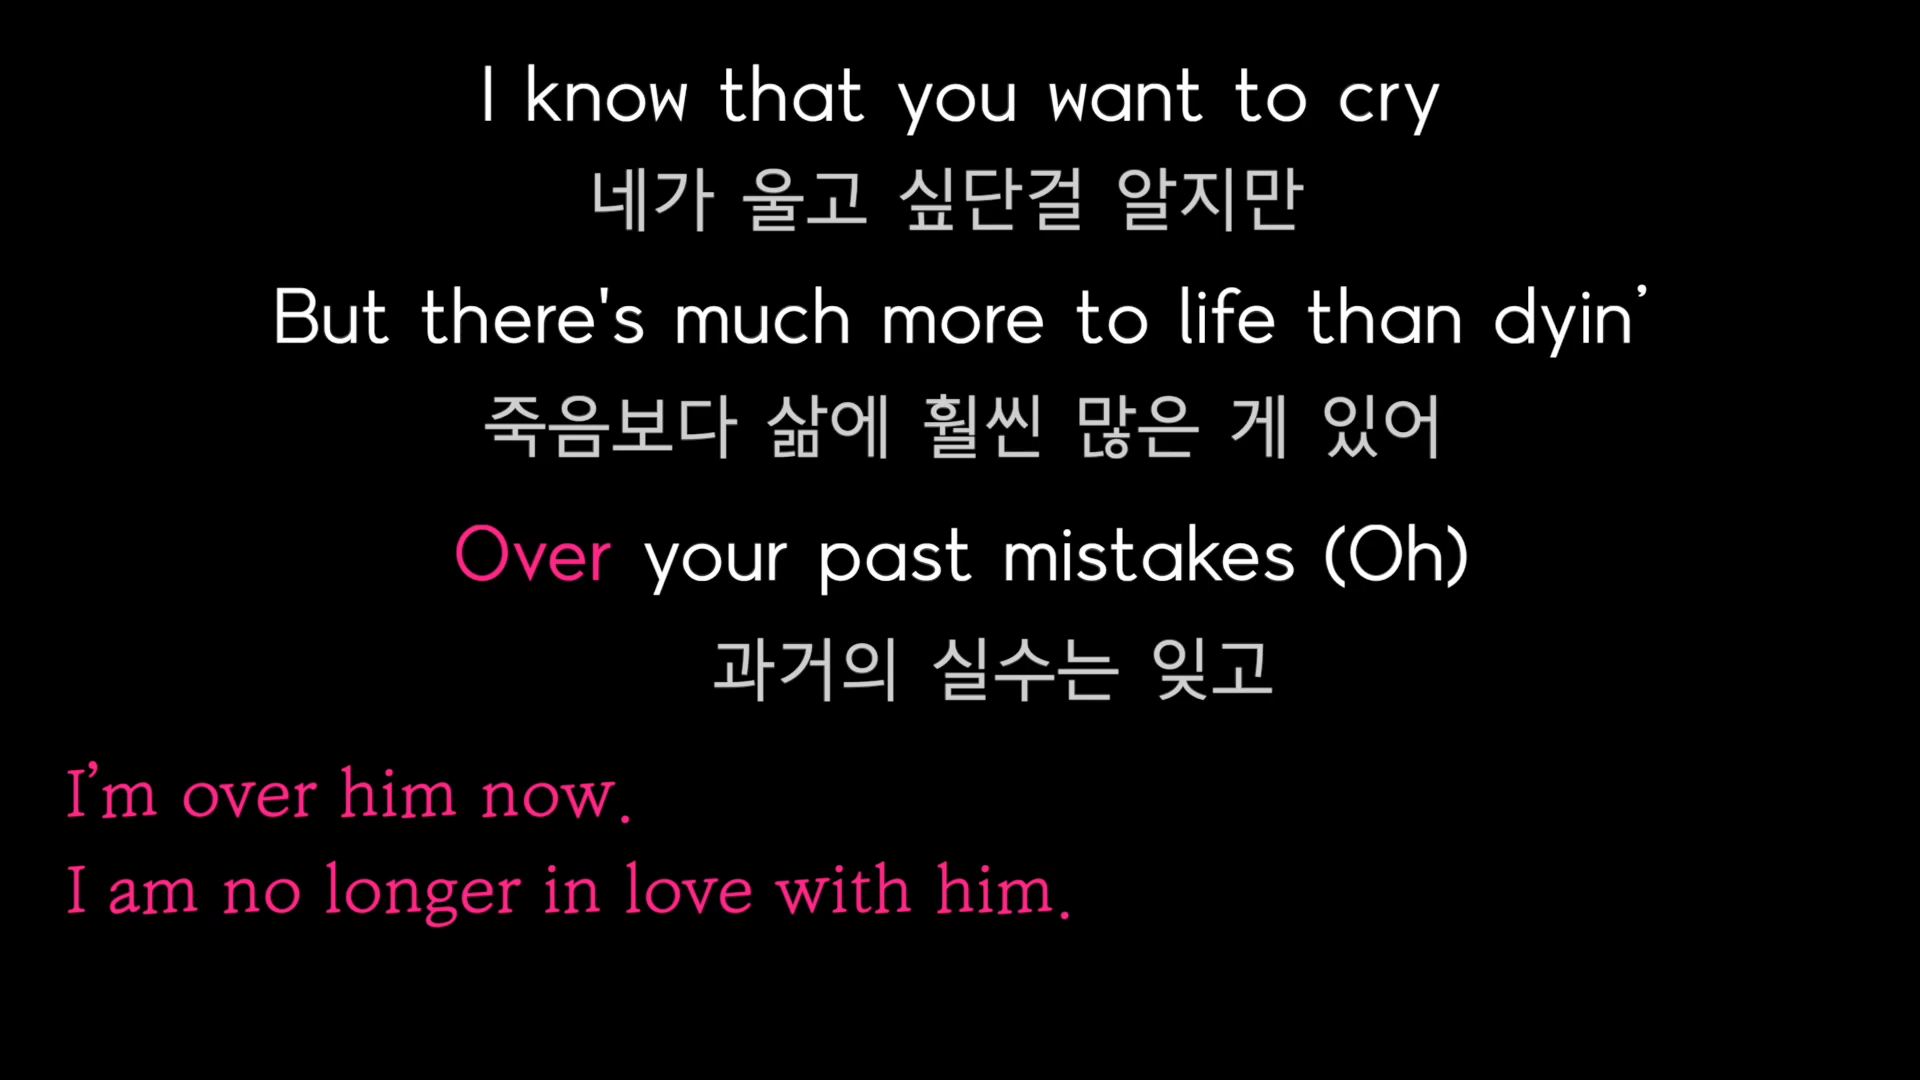 I know that you want to cry
네가 울고 싶단걸 알지만
But there's much more to life than dyin’
죽음보다 삶에 훨씬 많은 게 있어
Over your past mistakes (Oh)
과거의 실수는 잊고
I’m over him now.
I am no longer in love with him.